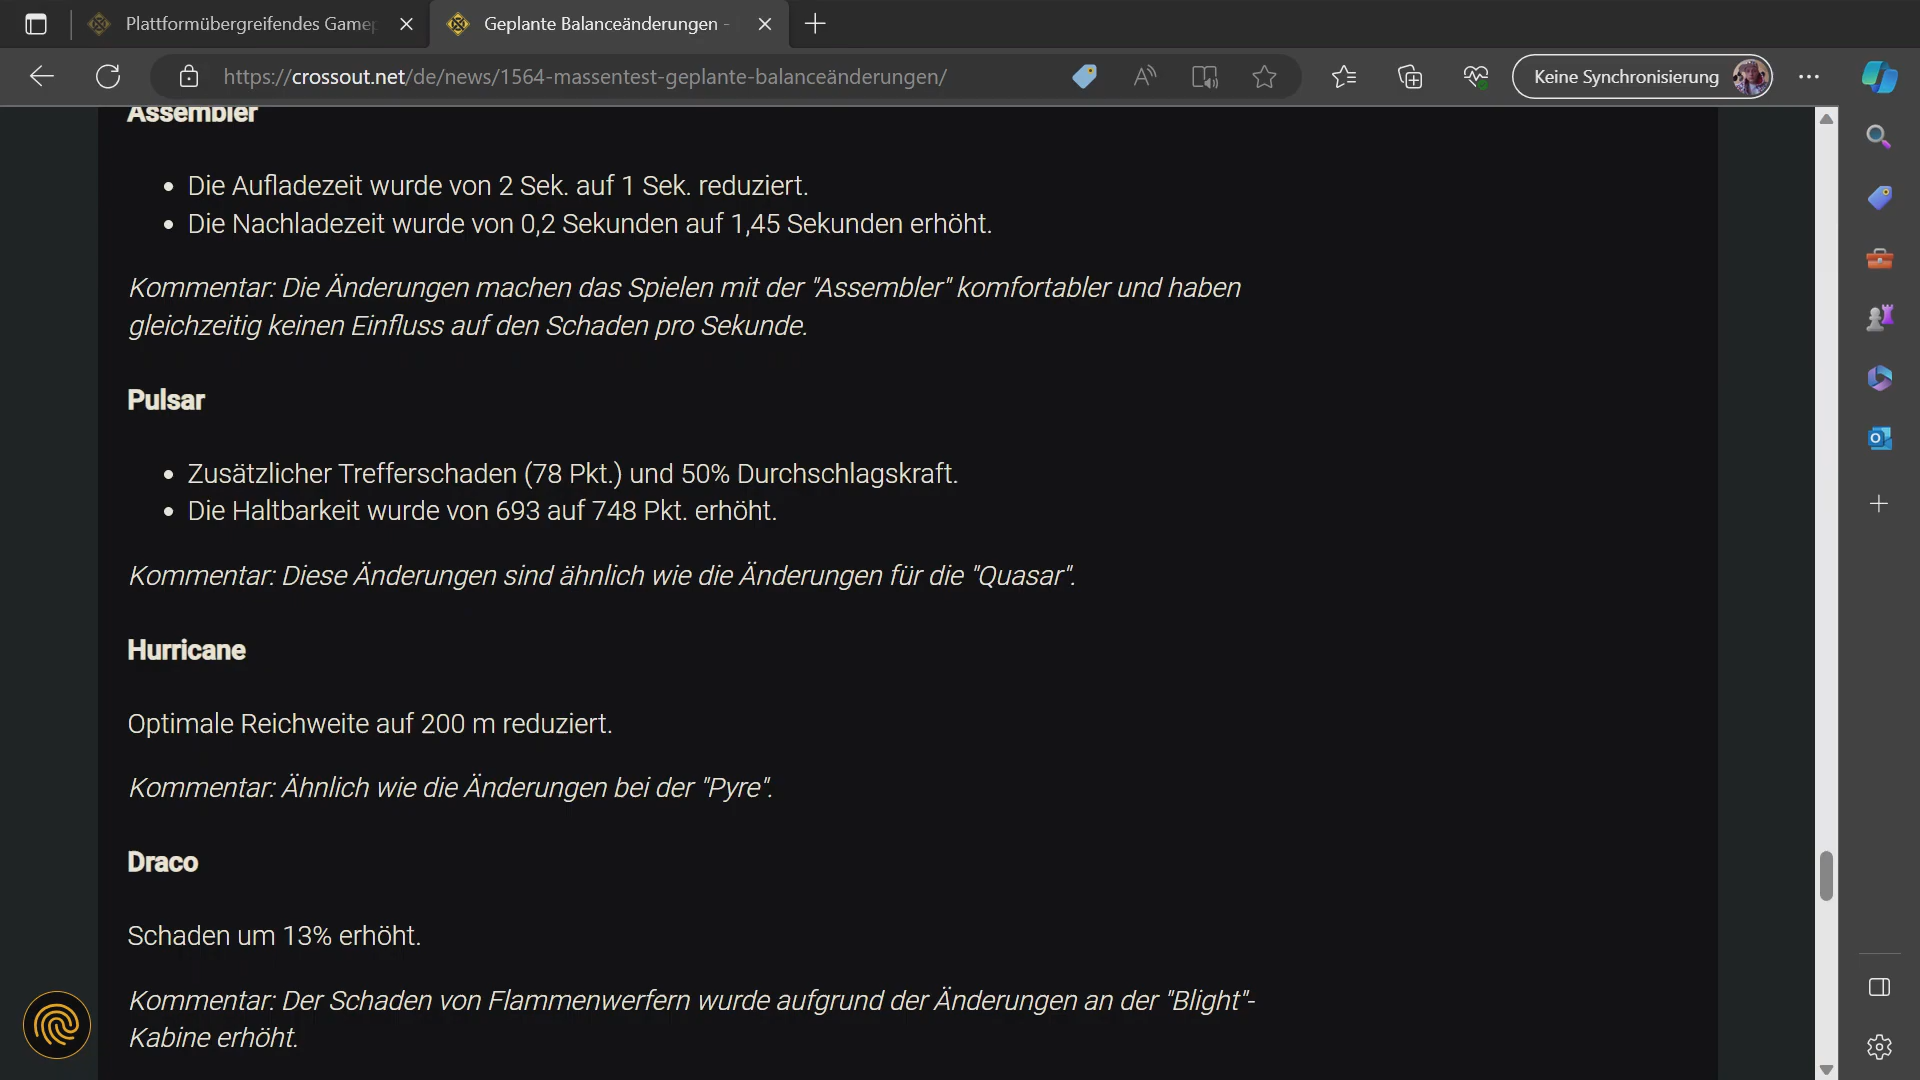 Plattformübergreifendes Gamep
Geplante Balanceänderungen -
https://crossout.net/de/news/1564-massentest-geplante-balanceänderungen/
Keine Synchronisierung
Assembler
• Die Aufladezeit wurde von 2 Sek. auf 1 Sek. reduziert.
• Die Nachladezeit wurde von 0,2 Sekunden auf 1,45 Sekunden erhöht.
Kommentar: Die Änderungen machen das Spielen mit der "Assembler" komfortabler und haben
gleichzeitig keinen Einfluss auf den Schaden pro Sekunde.
Pulsar
• Zusätzlicher Trefferschaden (78 Pkt.) und 50% Durchschlagskraft.
• Die Haltbarkeit wurde von 693 auf 748 Pkt. erhöht.
Kommentar: Diese Änderungen sind ähnlich wie die Änderungen für die "Quasar".
Hurricane
Optimale Reichweite auf 200 m reduziert.
Kommentar: Ähnlich wie die Änderungen bei der "Pyre".
Draco
Schaden um 13% erhöht.
Kommentar: Der Schaden von Flammenwerfern wurde aufgrund der Änderungen an der "Blight"-
Kabine erhöht.